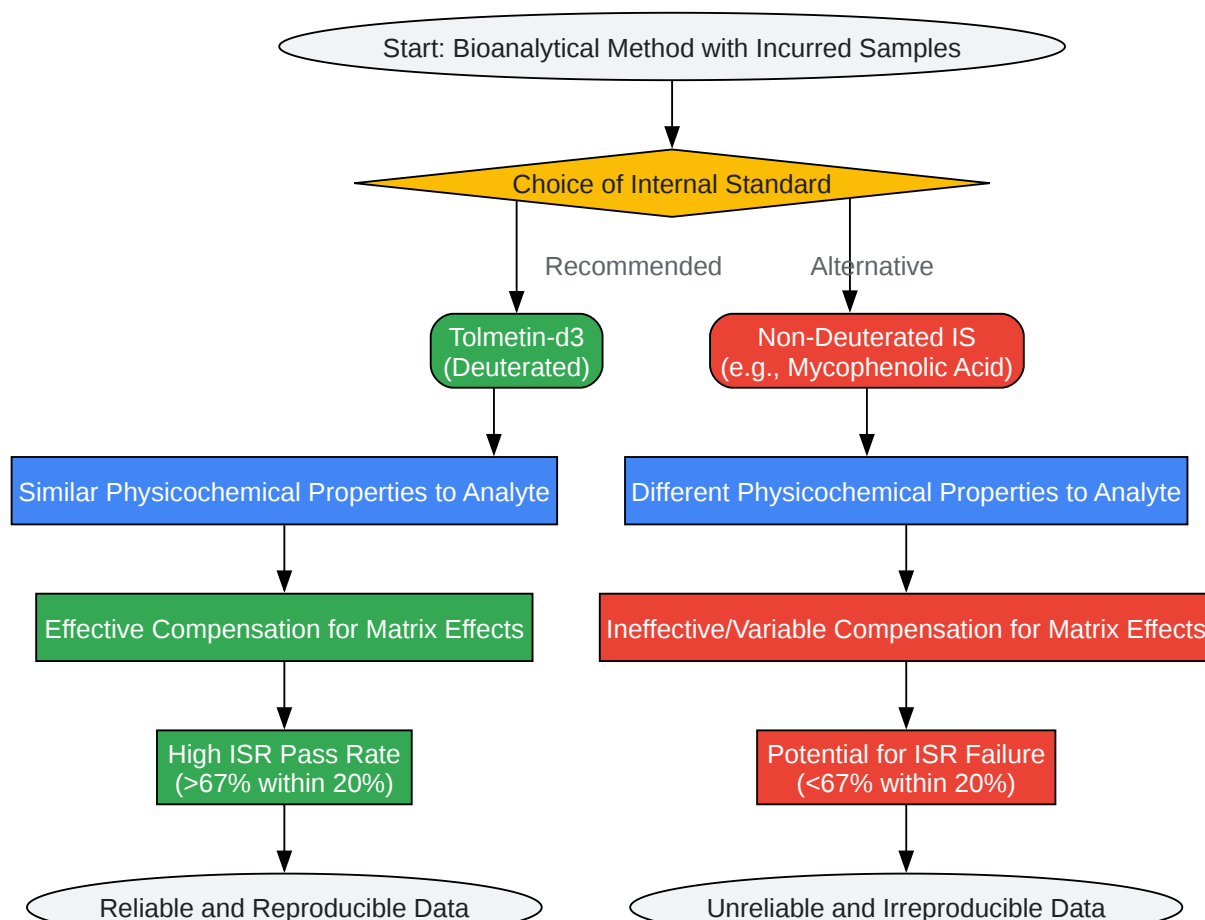 Start: Bioanalytical Method with Incurred Samples
Choice of Internal Standard
Recommended
Alternative
Tolmetin-d3
(Deuterated)
Non-Deuterated IS
(e.g., Mycophenolic Acid)
Similar Physicochemical Properties to Analyte
Different Physicochemical Properties to Analyte
Effective Compensation for Matrix Effects
Ineffective/Variable Compensation for Matrix Effects
High ISR Pass Rate
(>67% within 20%)
Potential for ISR Failure
(<67% within 20%)
Reliable and Reproducible Data
Unreliable and Irreproducible Data